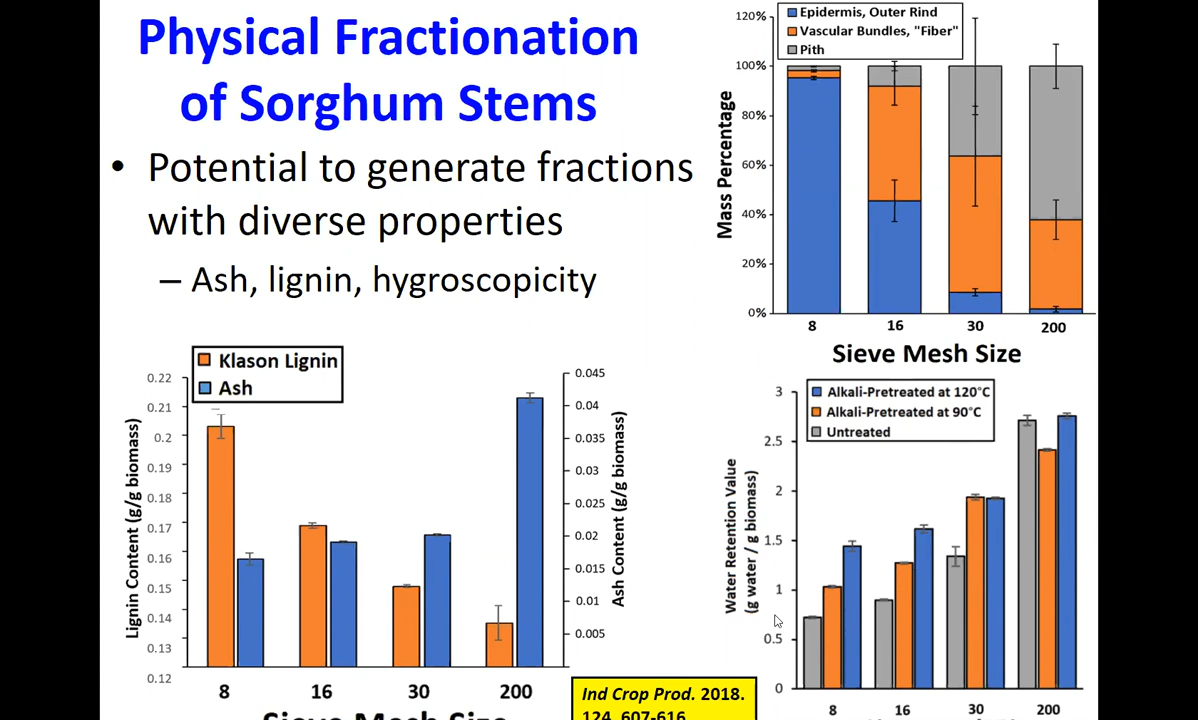 Physical Fractionation
of Sorghum Stems
• Potential to generate fractions
with diverse properties
– Ash, lignin, hygroscopicity
Epidermis, Outer Rind
Vascular Bundles, "Fiber"
Pith
Mass Percentage
120%
100%
80%
60%
40%
20%
0%
8 16 30 200
Sieve Mesh Size
Klason Lignin
Ash
Lignin Content (g/g biomass)
0.22
0.21
0.2
0.19
0.18
0.17
0.16
0.15
0.14
0.13
0.12
0.045
0.04
0.035
0.03
0.025
0.02
0.015
0.01
0.005
Ash Content (g/g biomass)
8 16 30 200
Sieve Mesh Size
Alkali-Pretreated at 120°C
Alkali-Pretreated at 90°C
Untreated
Water Retention Value
(g water / g biomass)
3
2.5
2
1.5
1
0.5
0
8 16 30 200
Ind Crop Prod. 2018.
124, 607-616